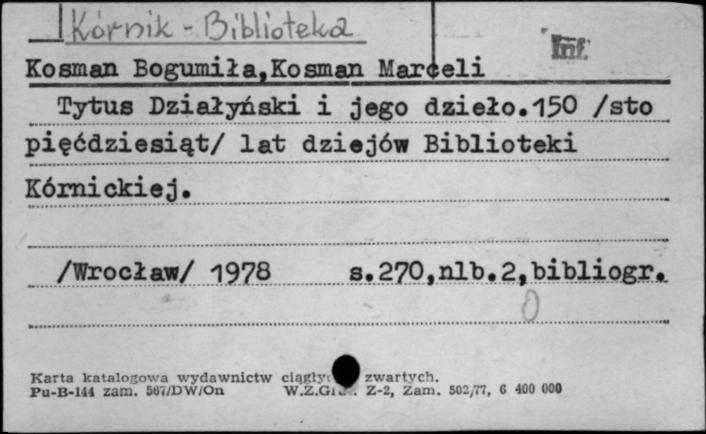 Kórnik - Biblioteka
Inf.
Kosman Bogumiła,Kosman Marceli
Tytus Działyński i jego dzieło.150 /sto
pięćdziesiąt/ lat dziejów Biblioteki
Kórnickiej.
/Wrocław/ 1978 s.270,nlb.2,bibliogr.
0
Karta katalogowa wydawnictw zwartych.
Pu-B-144 zam. 567/DW/On Z-2, Zam. 502/77, 6 400 000